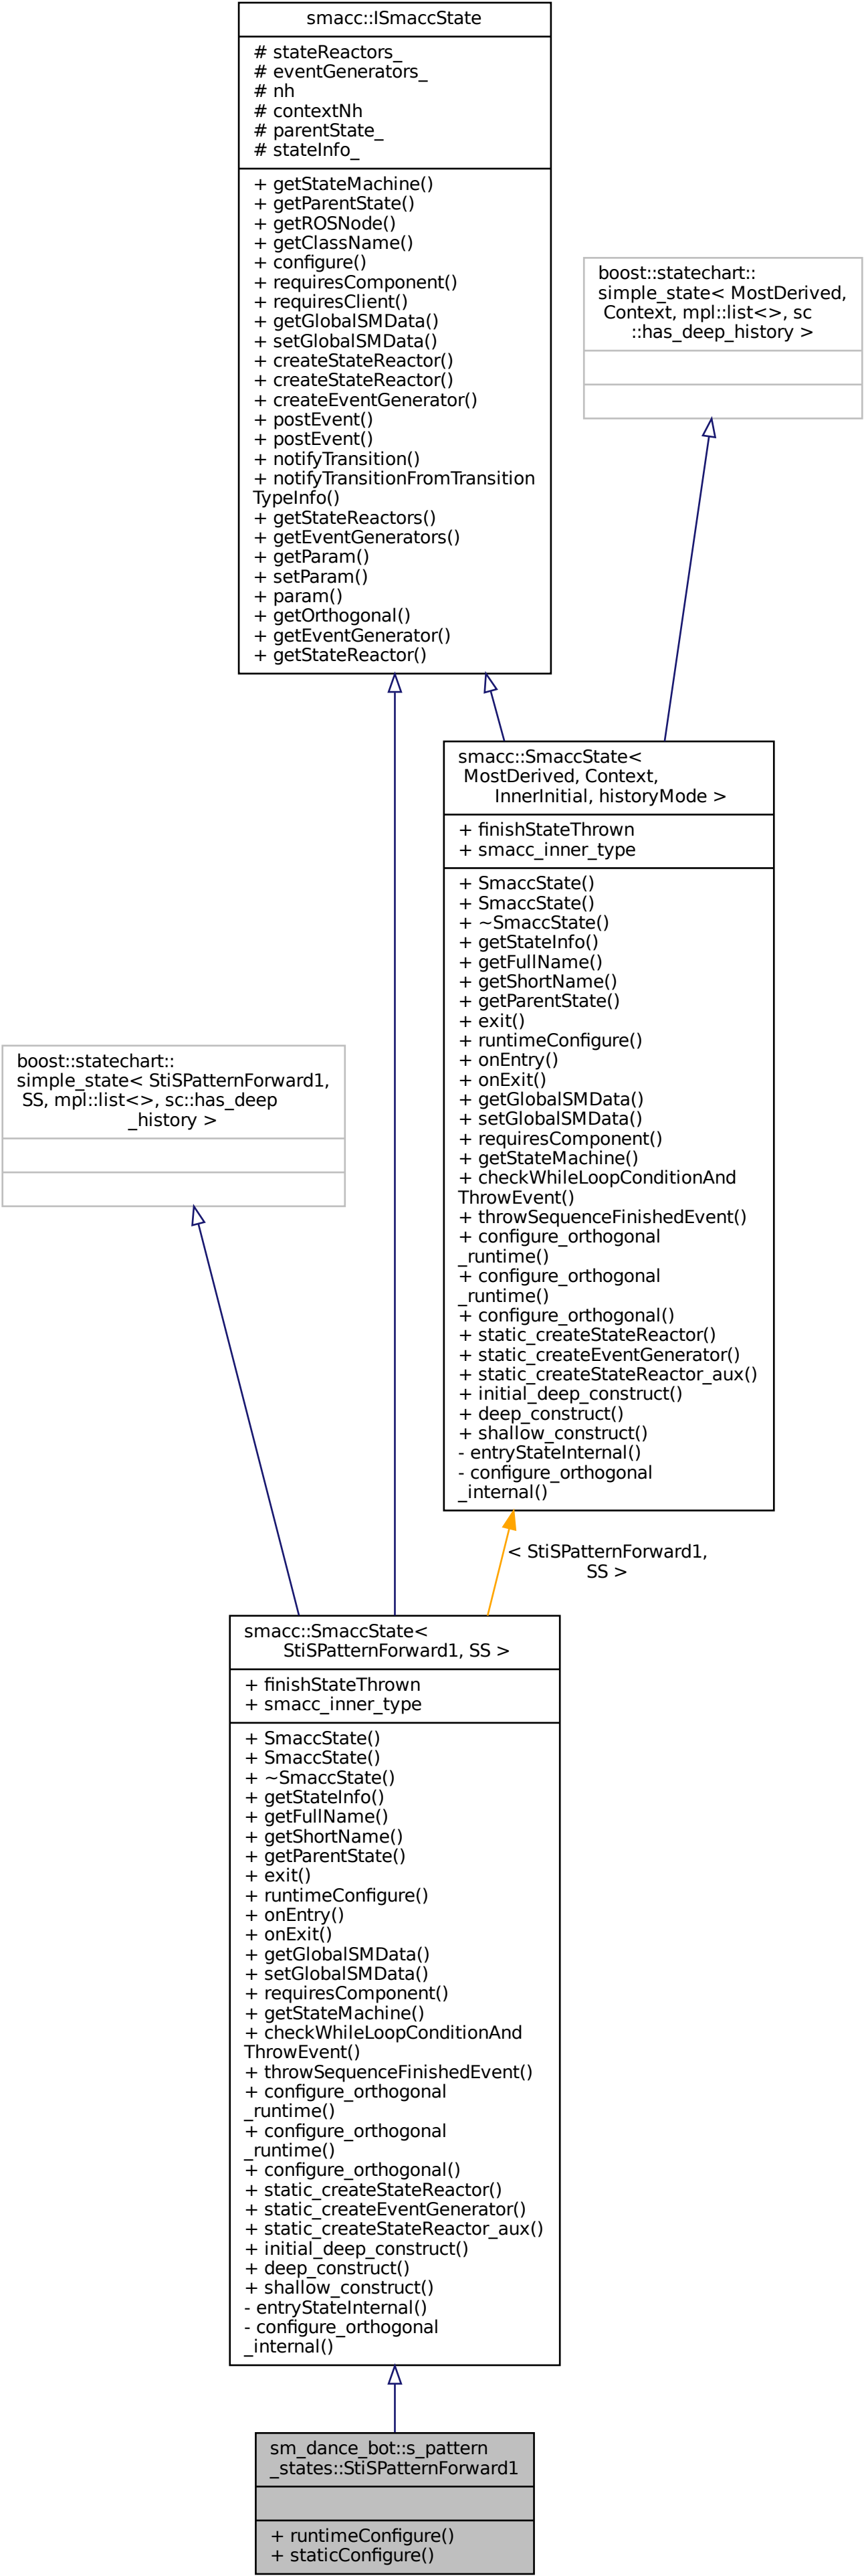 smacc::ISmaccState
# stateReactors_
# eventGenerators_
# nh
# contextNh
# parentState_
# stateInfo_
+ getStateMachine()
+ getParentState()
+ getROSNode()
+ getClassName()
+ configure()
+ requiresComponent()
+ requiresClient()
+ getGlobalSMData()
+ setGlobalSMData()
+ createStateReactor()
+ createStateReactor()
+ createEventGenerator()
+ postEvent()
+ postEvent()
+ notifyTransition()
+ notifyTransitionFromTransition
TypeInfo()
+ getStateReactors()
+ getEventGenerators()
+ getParam()
+ setParam()
+ param()
+ getOrthogonal()
+ getEventGenerator()
+ getStateReactor()
boost::statechart::
simple_state< MostDerived,
Context, mpl::list<>, sc
::has_deep_history >
smacc::SmaccState<
MostDerived, Context,
InnerInitial, historyMode >
+ finishStateThrown
+ smacc_inner_type
+ SmaccState()
+ SmaccState()
+ ~SmaccState()
+ getStateInfo()
+ getFullName()
+ getShortName()
+ getParentState()
+ exit()
+ runtimeConfigure()
+ onEntry()
+ onExit()
+ getGlobalSMData()
+ setGlobalSMData()
+ requiresComponent()
+ getStateMachine()
+ checkWhileLoopConditionAnd
ThrowEvent()
+ throwSequenceFinishedEvent()
+ configure_orthogonal
_runtime()
+ configure_orthogonal
_runtime()
+ configure_orthogonal()
+ static_createStateReactor()
+ static_createEventGenerator()
+ static_createStateReactor_aux()
+ initial_deep_construct()
+ deep_construct()
+ shallow_construct()
- entryStateInternal()
- configure_orthogonal
_internal()
boost::statechart::
simple_state< StiSPatternForward1,
SS, mpl::list<>, sc::has_deep
_history >
< StiSPatternForward1,
SS >
smacc::SmaccState<
StiSPatternForward1, SS >
+ finishStateThrown
+ smacc_inner_type
+ SmaccState()
+ SmaccState()
+ ~SmaccState()
+ getStateInfo()
+ getFullName()
+ getShortName()
+ getParentState()
+ exit()
+ runtimeConfigure()
+ onEntry()
+ onExit()
+ getGlobalSMData()
+ setGlobalSMData()
+ requiresComponent()
+ getStateMachine()
+ checkWhileLoopConditionAnd
ThrowEvent()
+ throwSequenceFinishedEvent()
+ configure_orthogonal
_runtime()
+ configure_orthogonal
_runtime()
+ configure_orthogonal()
+ static_createStateReactor()
+ static_createEventGenerator()
+ static_createStateReactor_aux()
+ initial_deep_construct()
+ deep_construct()
+ shallow_construct()
- entryStateInternal()
- configure_orthogonal
_internal()
sm_dance_bot::s_pattern
_states::StiSPatternForward1
+ runtimeConfigure()
+ staticConfigure()